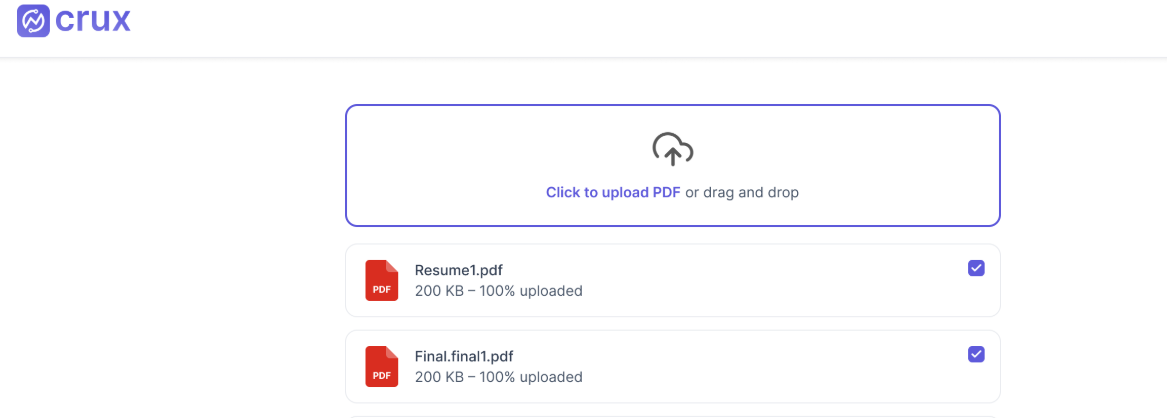 crux
Click to upload PDF or drag and drop
PDF
Resume1.pdf
200 KB – 100% uploaded
PDF
Final.final1.pdf
200 KB – 100% uploaded